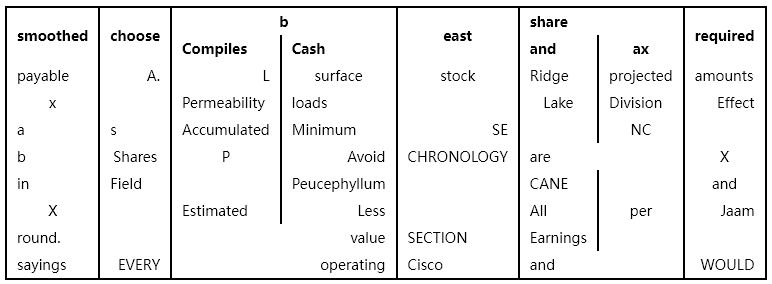 smoothed choose b east share required
Compiles Cash and ax
payable A. L surface stock Ridge projected amounts
x Permeability loads Lake Division Effect
a s Accumulated Minimum SE NC
b Shares P Avoid CHRONOLOGY are X
in Field Peucephyllum CANE and
X Estimated Less All per Jaam
round. value SECTION Earnings
sayings EVERY operating Cisco and WOULD